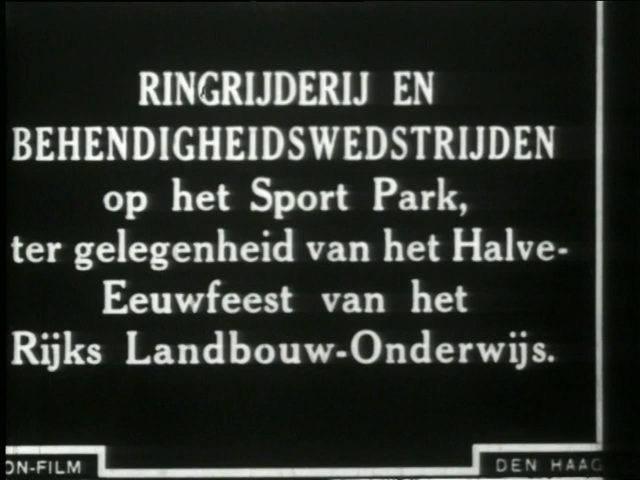 RINGRIJDERIJ EN
BEHENDIGHEIDSWEDSTRIJDEN
op het Sport Park,
ter gelegenheid van het Halve-
Eeuwfeest van het
Rijks Landbouw-Onderwijs.
ON-FILM
DEN HAAG